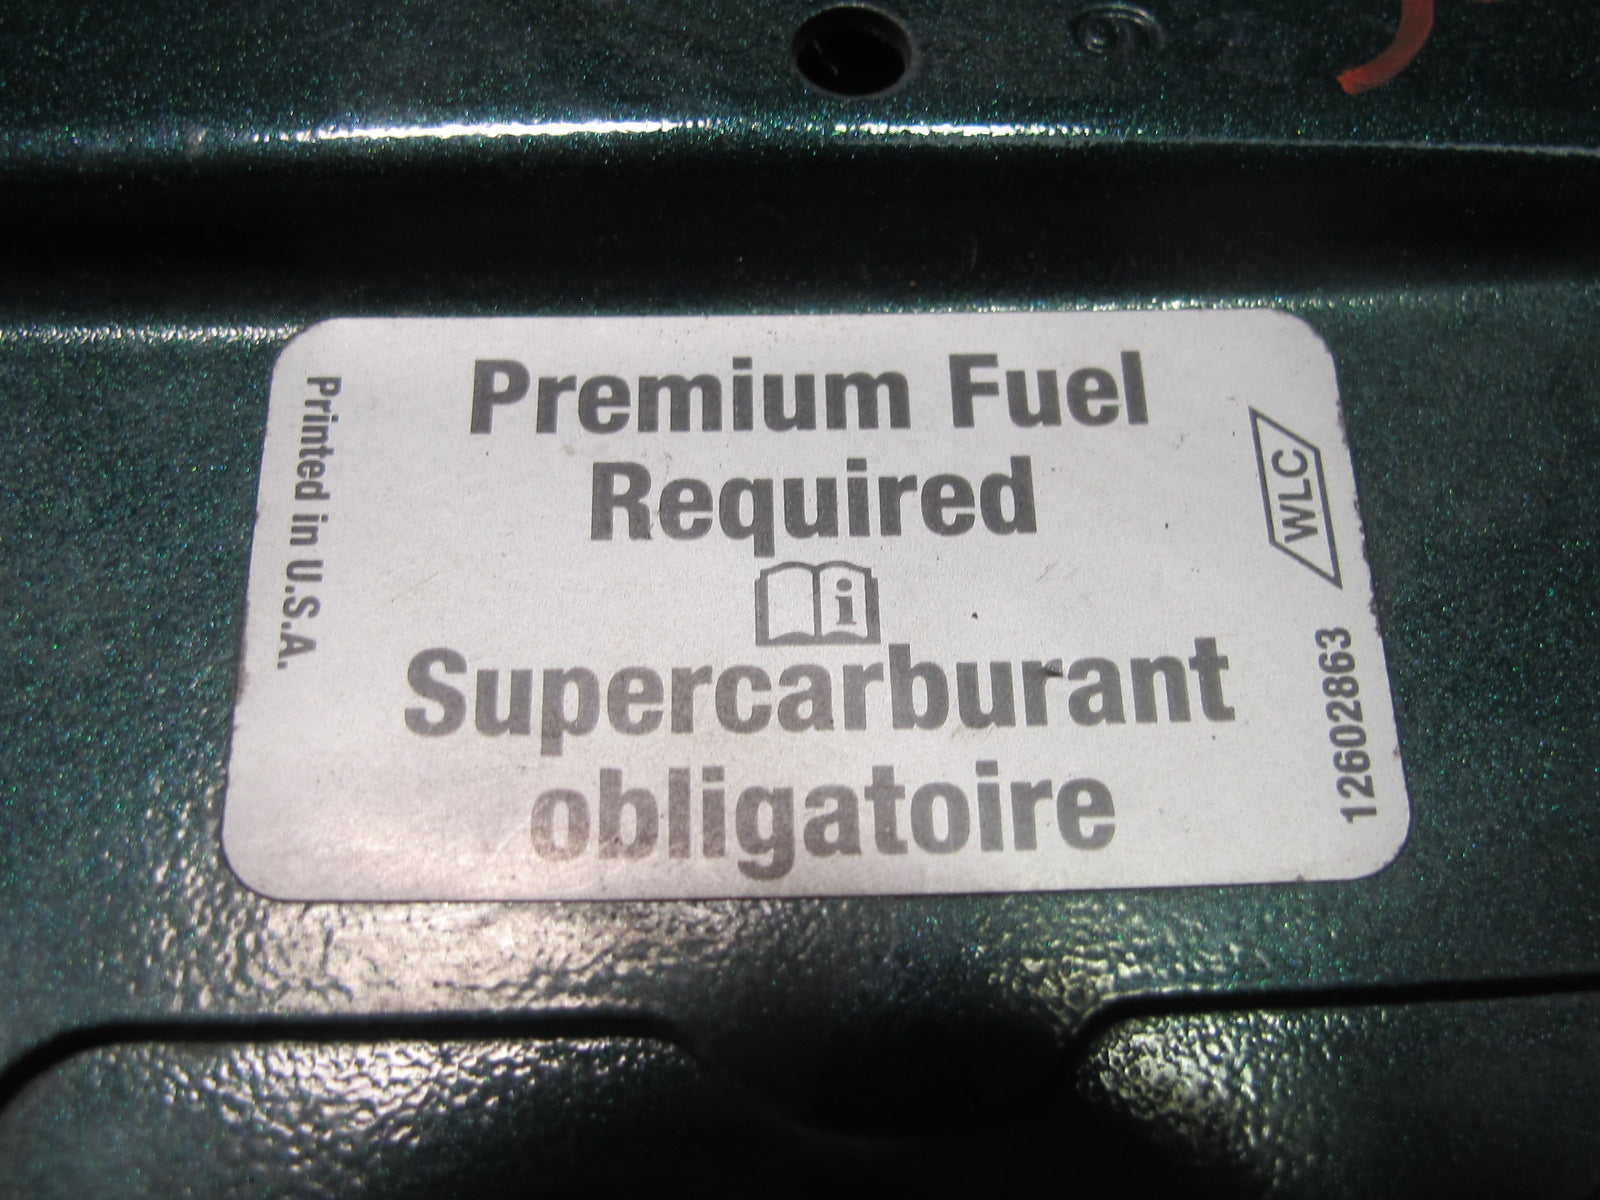 Premium Fuel
Required
i
Supercarburant
obligatoire
Printed in U.S.A.
WLC
12602863